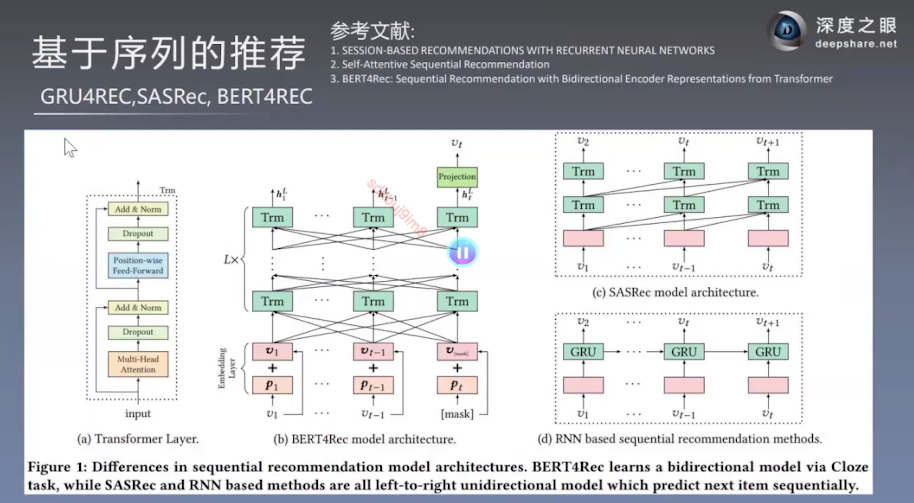 基于序列的推荐
GRU4REC,SASRec, BERT4REC
参考文献:
1. SESSION-BASED RECOMMENDATIONS WITH RECURRENT NEURAL NETWORKS
2. Self-Attentive Sequential Recommendation
3. BERT4Rec: Sequential Recommendation with Bidirectional Encoder Representations from Transformer
深度之眼
deepshare.net
Trm
Add & Norm
Dropout
Position-wise
Feed-Forward
Add & Norm
Dropout
Multi-Head
Attention
input
(a) Transformer Layer.
v_t
Projection
h_1^L ... h_t^L
Trm ... Trm Trm
L×
Trm ... Trm Trm
Embedding
Layer
v_1 ... v_{t-1} v_{[mask]}
+ + +
p_1 ... p_{t-1} p_t
v_1 ... v_{t-1} [mask]
(b) BERT4Rec model architecture.
v_2 ... v_t v_{t+1}
Trm ... Trm Trm
Trm ... Trm Trm
...
v_1 ... v_{t-1} v_t
(c) SASRec model architecture.
v_2 ... v_t v_{t+1}
GRU ... GRU GRU
...
v_1 ... v_{t-1} v_t
(d) RNN based sequential recommendation methods.
Figure 1: Differences in sequential recommendation model architectures. BERT4Rec learns a bidirectional model via Cloze
task, while SASRec and RNN based methods are all left-to-right unidirectional model which predict next item sequentially.